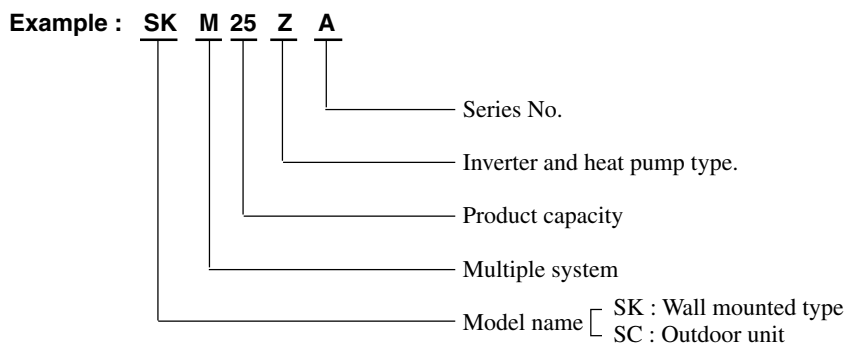 Example : SK M 25 Z A
Series No.
Inverter and heat pump type.
Product capacity
Multiple system
Model name
SK : Wall mounted type
SC : Outdoor unit